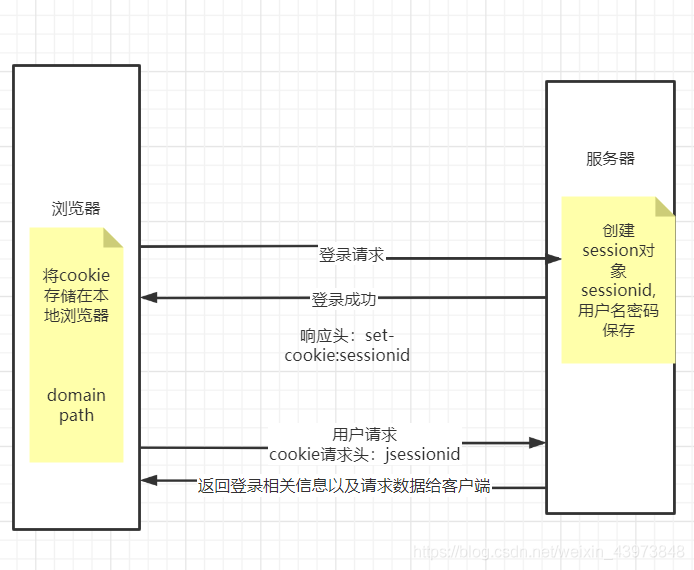 服务器
浏览器
创建
session对
象
sessionid,
用户名密码
保存
登录请求
将cookie
存储在本
地浏览器
登录成功
响应头：set-
cookie:sessionid
domain
path
用户请求
cookie请求头：jsessionid
返回登录相关信息以及请求数据给客户端
https://blog.csdn.net/weixin_43973848